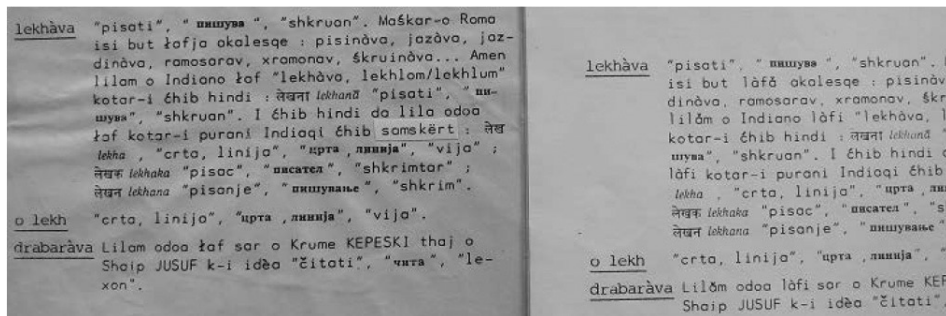 lekhàva "pisati", "пишува", "shkruan". Maśkar-o Roma
isi but łafja akalesqe : pisinàva, jazàva, jaz-
dinàva, ramosarav, xramonav, śkruinàva... Amen
lilam o Indiano łaf "lekhàva, lekhlom/lekhlum"
kotar-i ćhib hindi : लेखना lekhanā "pisati", "пи-
шува", "shkruan". I ćhib hindi da lila odoa
łaf kotar-i purani Indiaqi ćhib samskërt : लेख
lekha , "crta, linija", "црта , линија", "vija" ;
लेखक lekhaka "pisac", "писател", "shkrimtar" ;
लेखन lekhana "pisanje", "пишување", "shkrim".
o lekh "crta, linija", "црта , линија", "vija".
drabaràva Lilam odoa łaf sar o Krume KEPESKI thaj o
Shaip JUSUF k-i idèa "čitati", "чита", "le-
xon".
lekhàva "pisati", "пишува", "shkruan".
isi but làfă akalesqe : pisinàv
dinàva, ramosarav, xramonav, śkr
lilăm o Indiano làfi "lekhàva, l
kotar-i ćhib hindi : लेखना lekhanā
шува", "shkruan". I ćhib hindi
làfi kotar-i purani Indiaqi ćhib
lekha , "crta, linija", "црта , ли
लेखक lekhaka "pisac", "писател", "s
लेखन lekhana "pisanje", "пишување"
o lekh "crta, linija", "црта , линија", "
drabaràva Lilăm odoa làfi sar o Krume KEP
Shaip JUSUF k-i idèa "čitati",